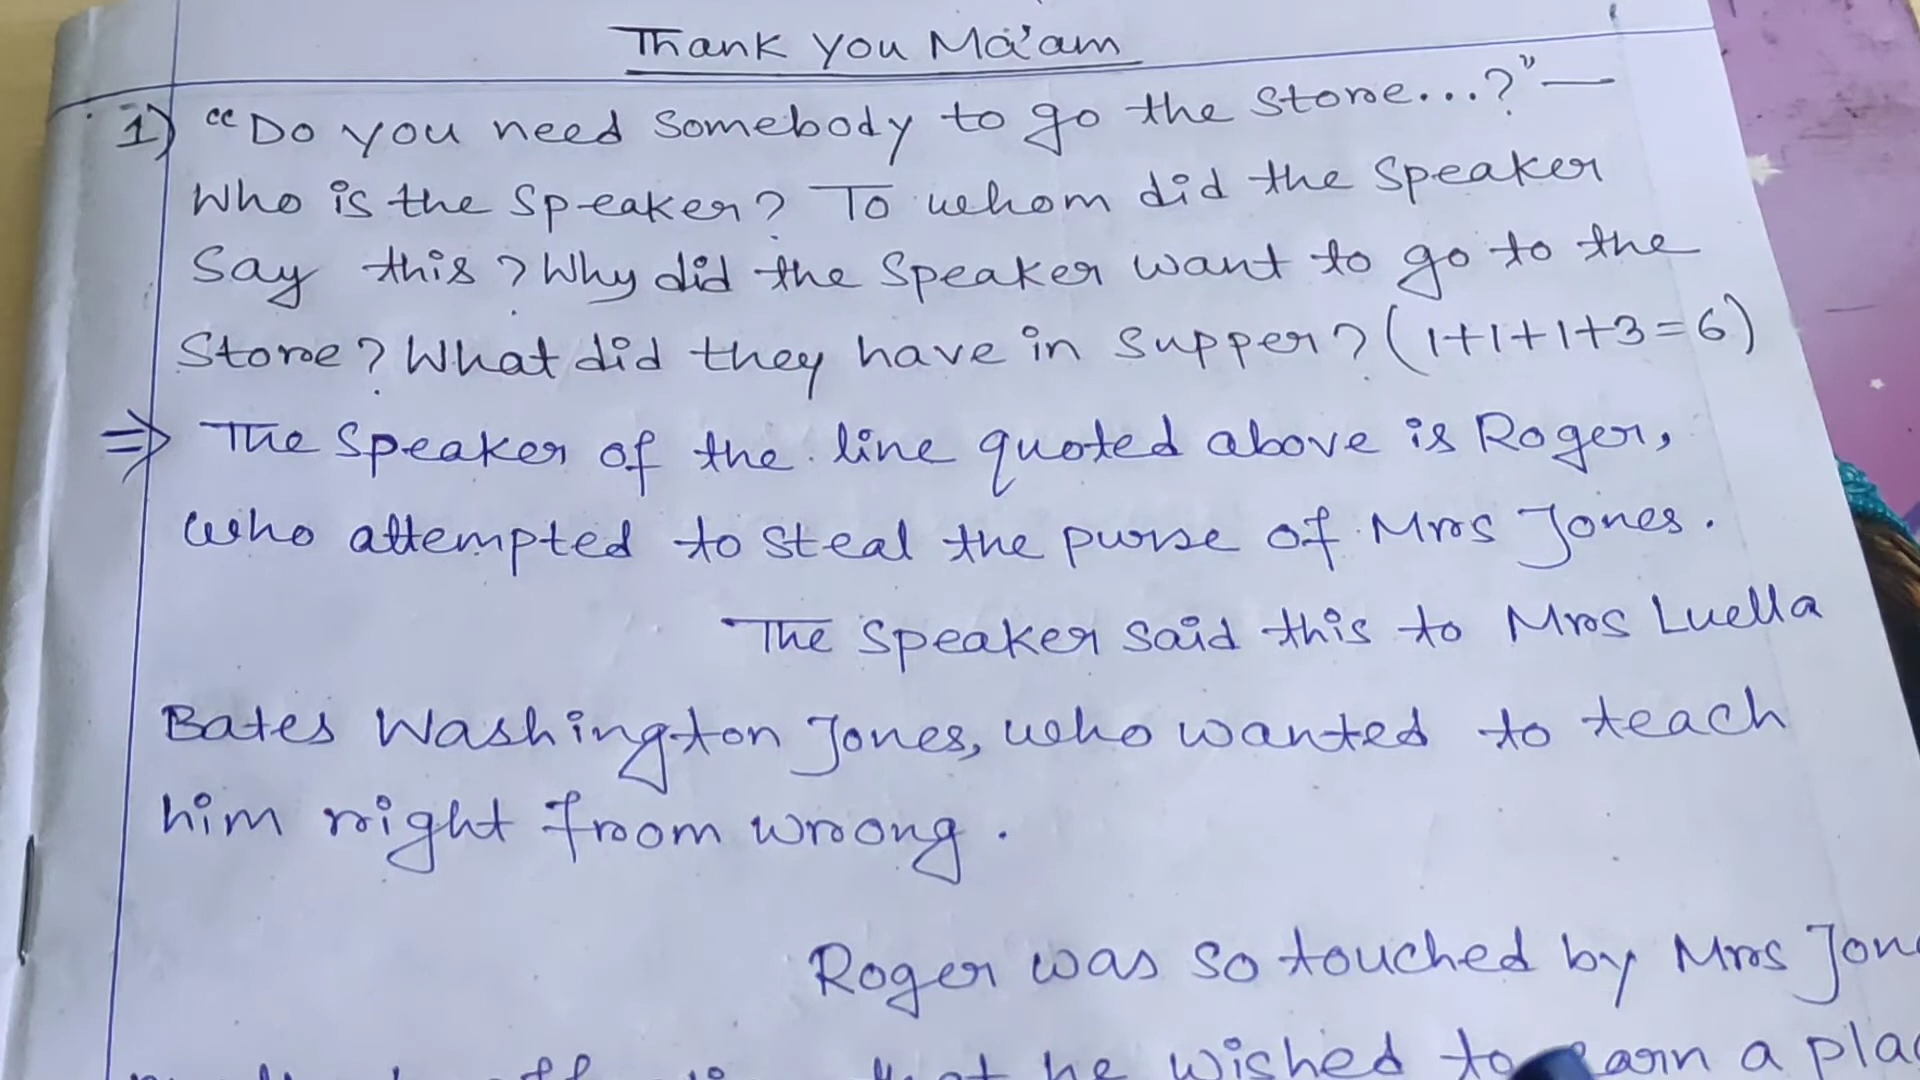 Thank you Ma'am
1) "Do you need somebody to go the store...?" —
Who is the speaker? To whom did the speaker
say this? Why did the speaker want to go to the
store? What did they have in supper? (1+1+1+3=6)
⇒ The speaker of the line quoted above is Roger,
who attempted to steal the purse of Mrs Jones.
The speaker said this to Mrs Luella
Bates Washington Jones, who wanted to teach
him right from wrong.
Roger was so touched by Mrs Jon
he wished to earn a pla